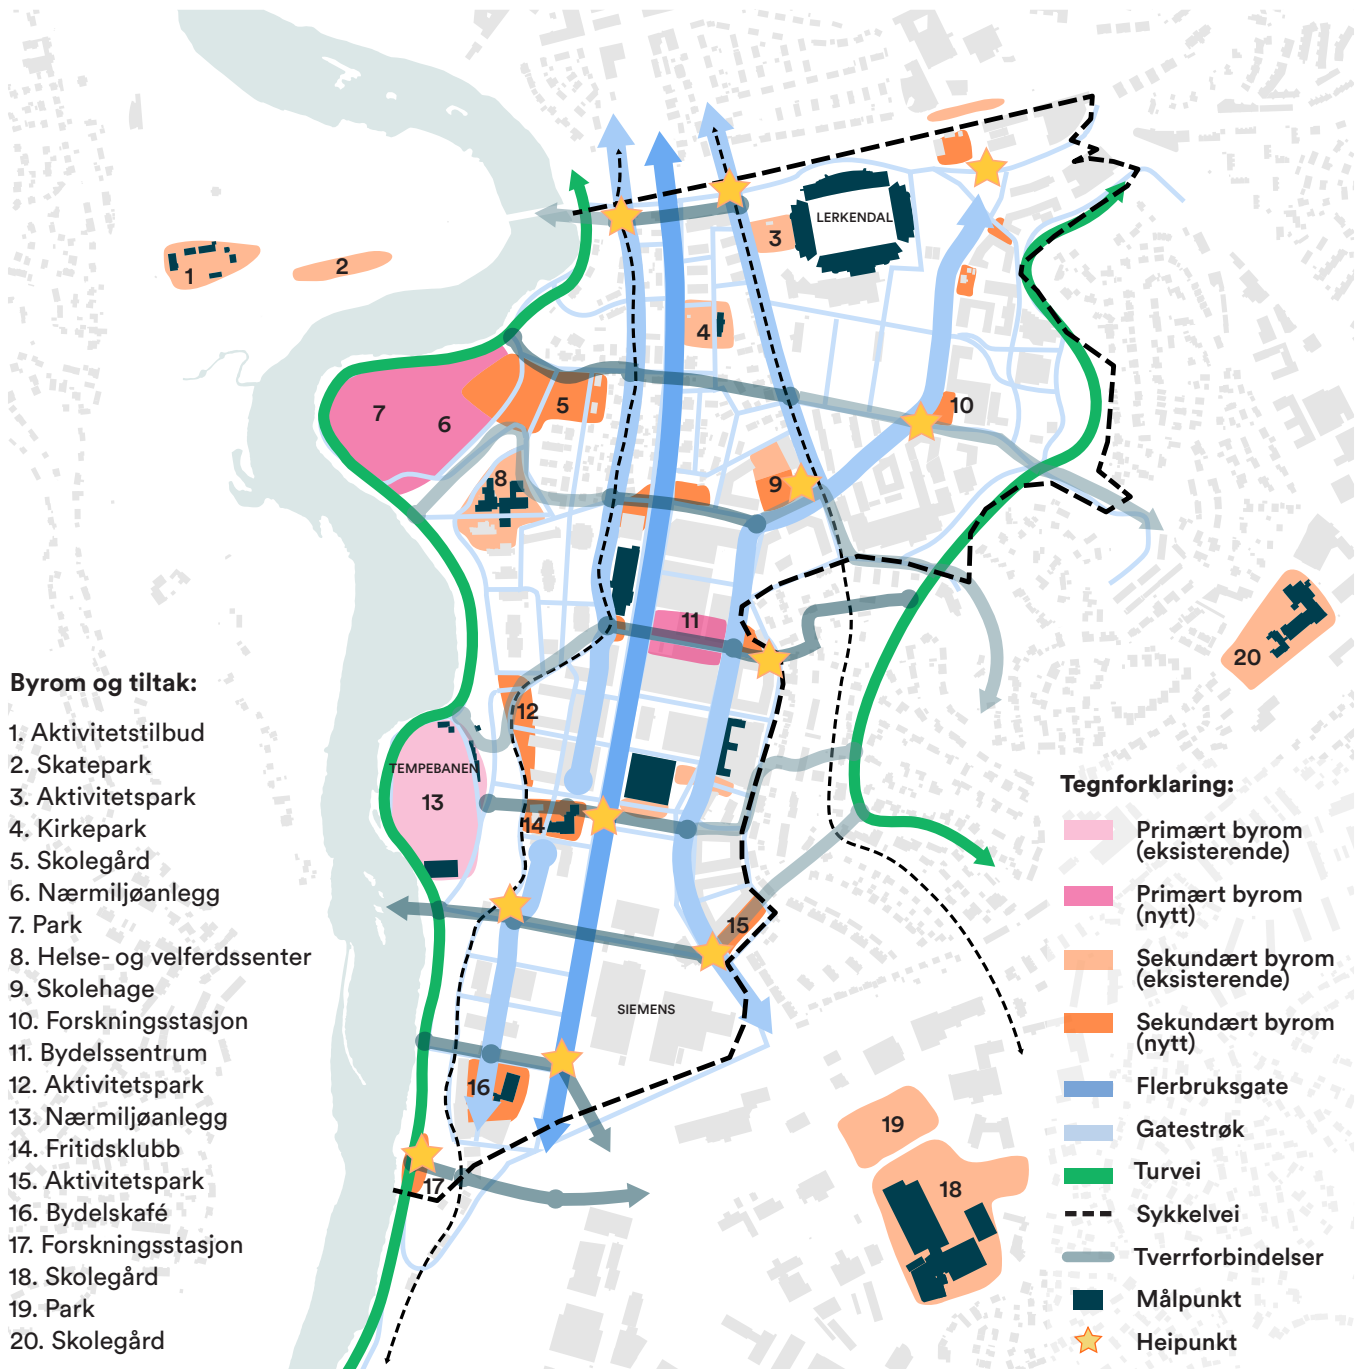 LERKENDAL
3
1
2
4
7
6
5
10
8
9
11
20
12
TEMPEBANEN
13
14
15
SIEMENS
16
17
19
18
Byrom og tiltak:
1. Aktivitetstilbud
2. Skatepark
3. Aktivitetspark
4. Kirkepark
5. Skolegård
6. Nærmiljøanlegg
7. Park
8. Helse- og velferdssenter
9. Skolehage
10. Forskningsstasjon
11. Bydelssentrum
12. Aktivitetspark
13. Nærmiljøanlegg
14. Fritidsklubb
15. Aktivitetspark
16. Bydelskafé
17. Forskningsstasjon
18. Skolegård
19. Park
20. Skolegård
Tegnforklaring:
Primært byrom
(eksisterende)
Primært byrom
(nytt)
Sekundært byrom
(eksisterende)
Sekundært byrom
(nytt)
Flerbruksgate
Gatestrøk
Turvei
Sykkelvei
Tverrforbindelser
Målpunkt
Heipunkt